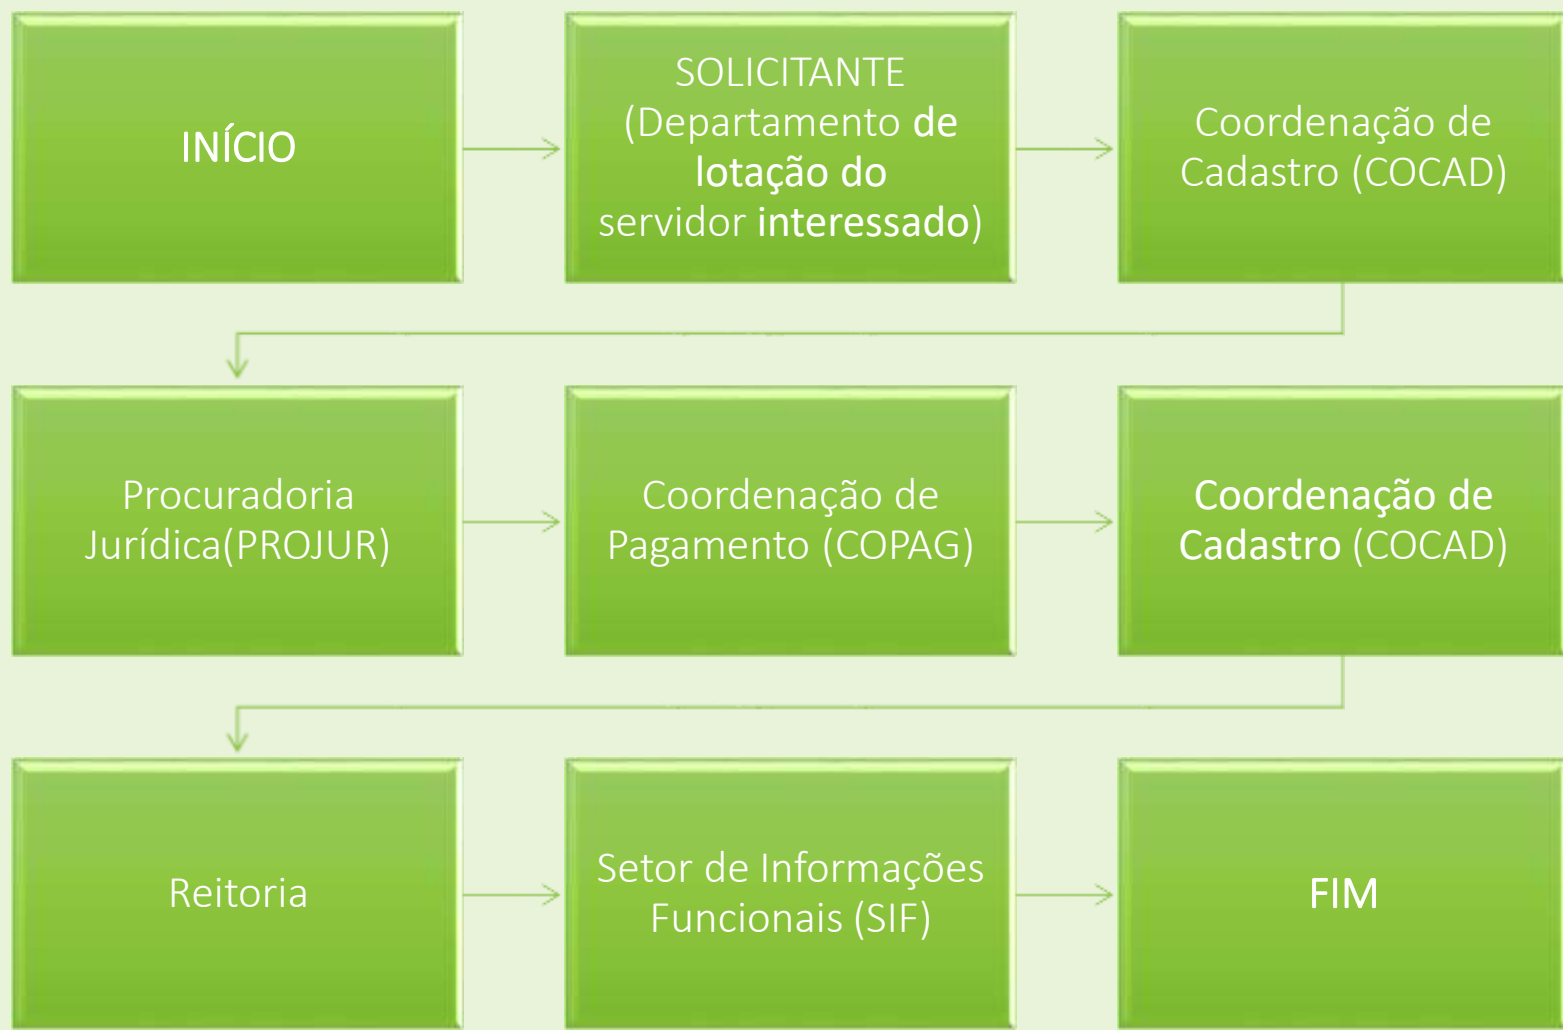 INÍCIO
SOLICITANTE
(Departamento de
lotação do
servidor interessado)
Coordenação de
Cadastro (COCAD)
Procuradoria
Jurídica(PROJUR)
Coordenação de
Pagamento (COPAG)
Coordenação de
Cadastro (COCAD)
Reitoria
Setor de Informações
Funcionais (SIF)
FIM